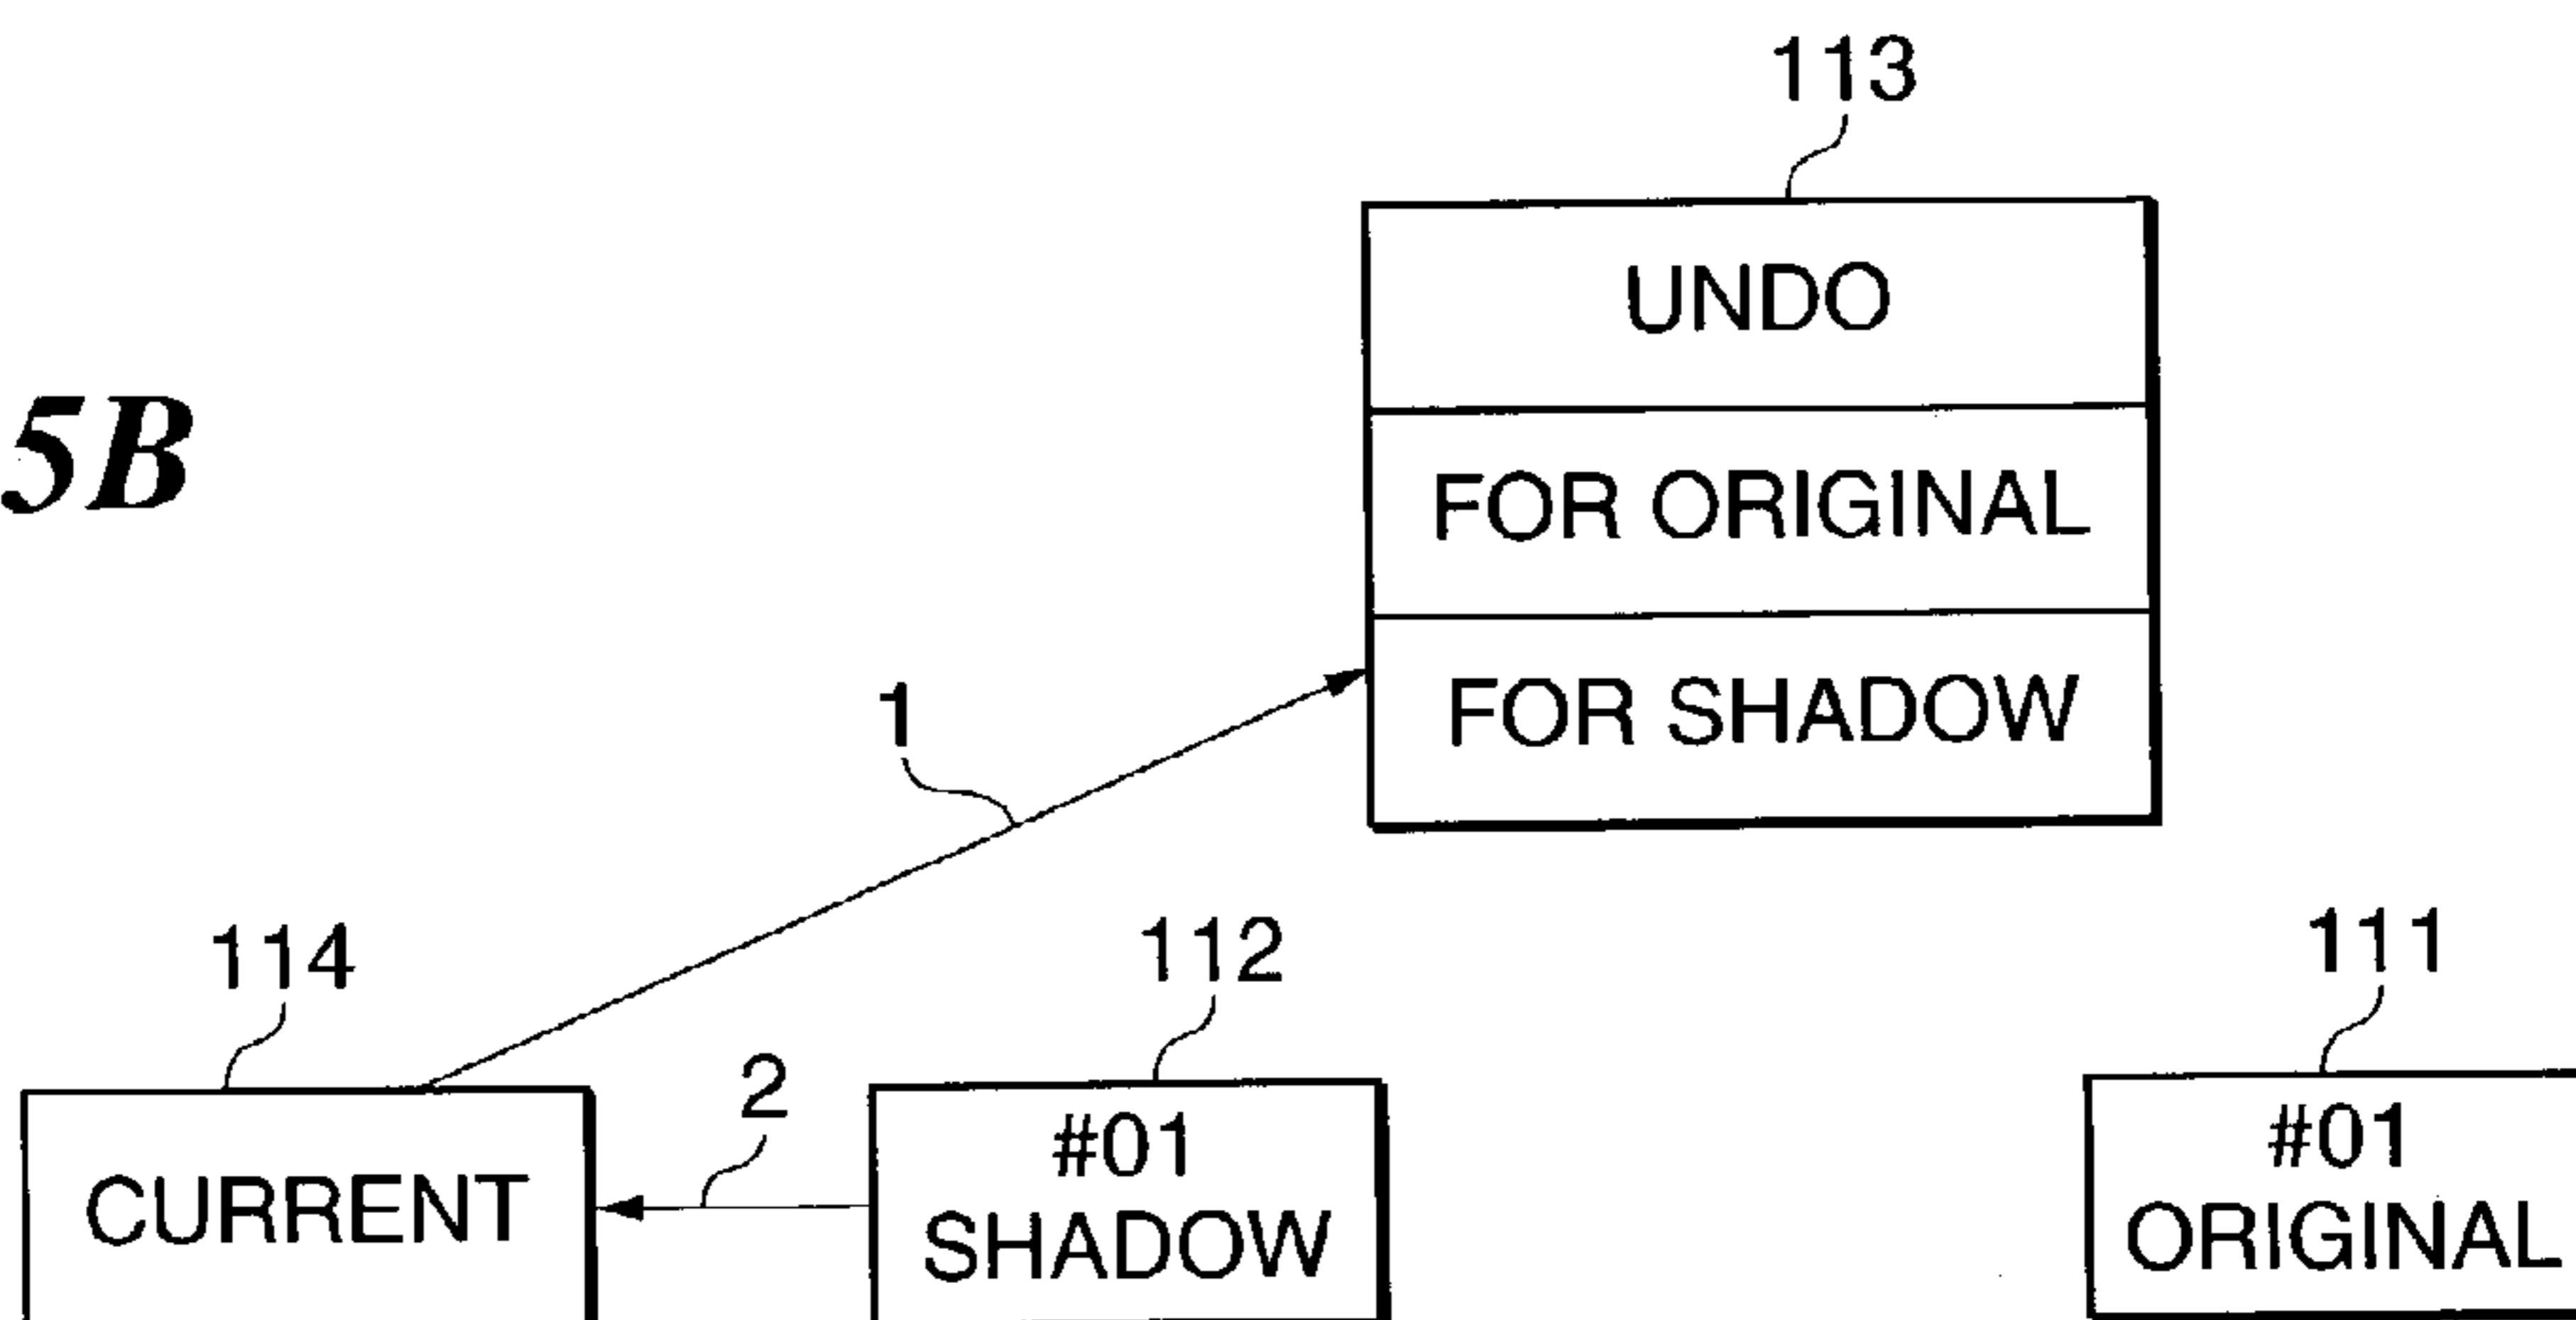 113
UNDO
5B
FOR ORIGINAL
FOR SHADOW
1
114
112
111
2
#01
SHADOW
#01
ORIGINAL
CURRENT